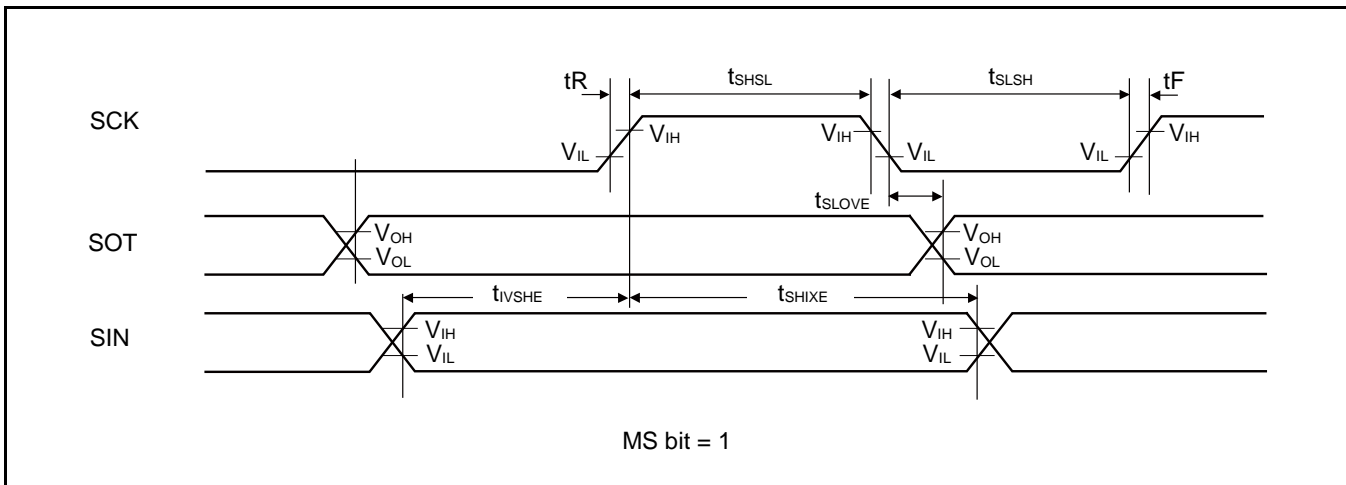 tR tSHSL tSLSH tF
SCK VIH VIH VIH
VIL VIL VIL
tSLOVE
SOT VOH VOH
VOL VOL
tIVSHE tSHIXE
SIN VIH VIH
VIL VIL
MS bit = 1